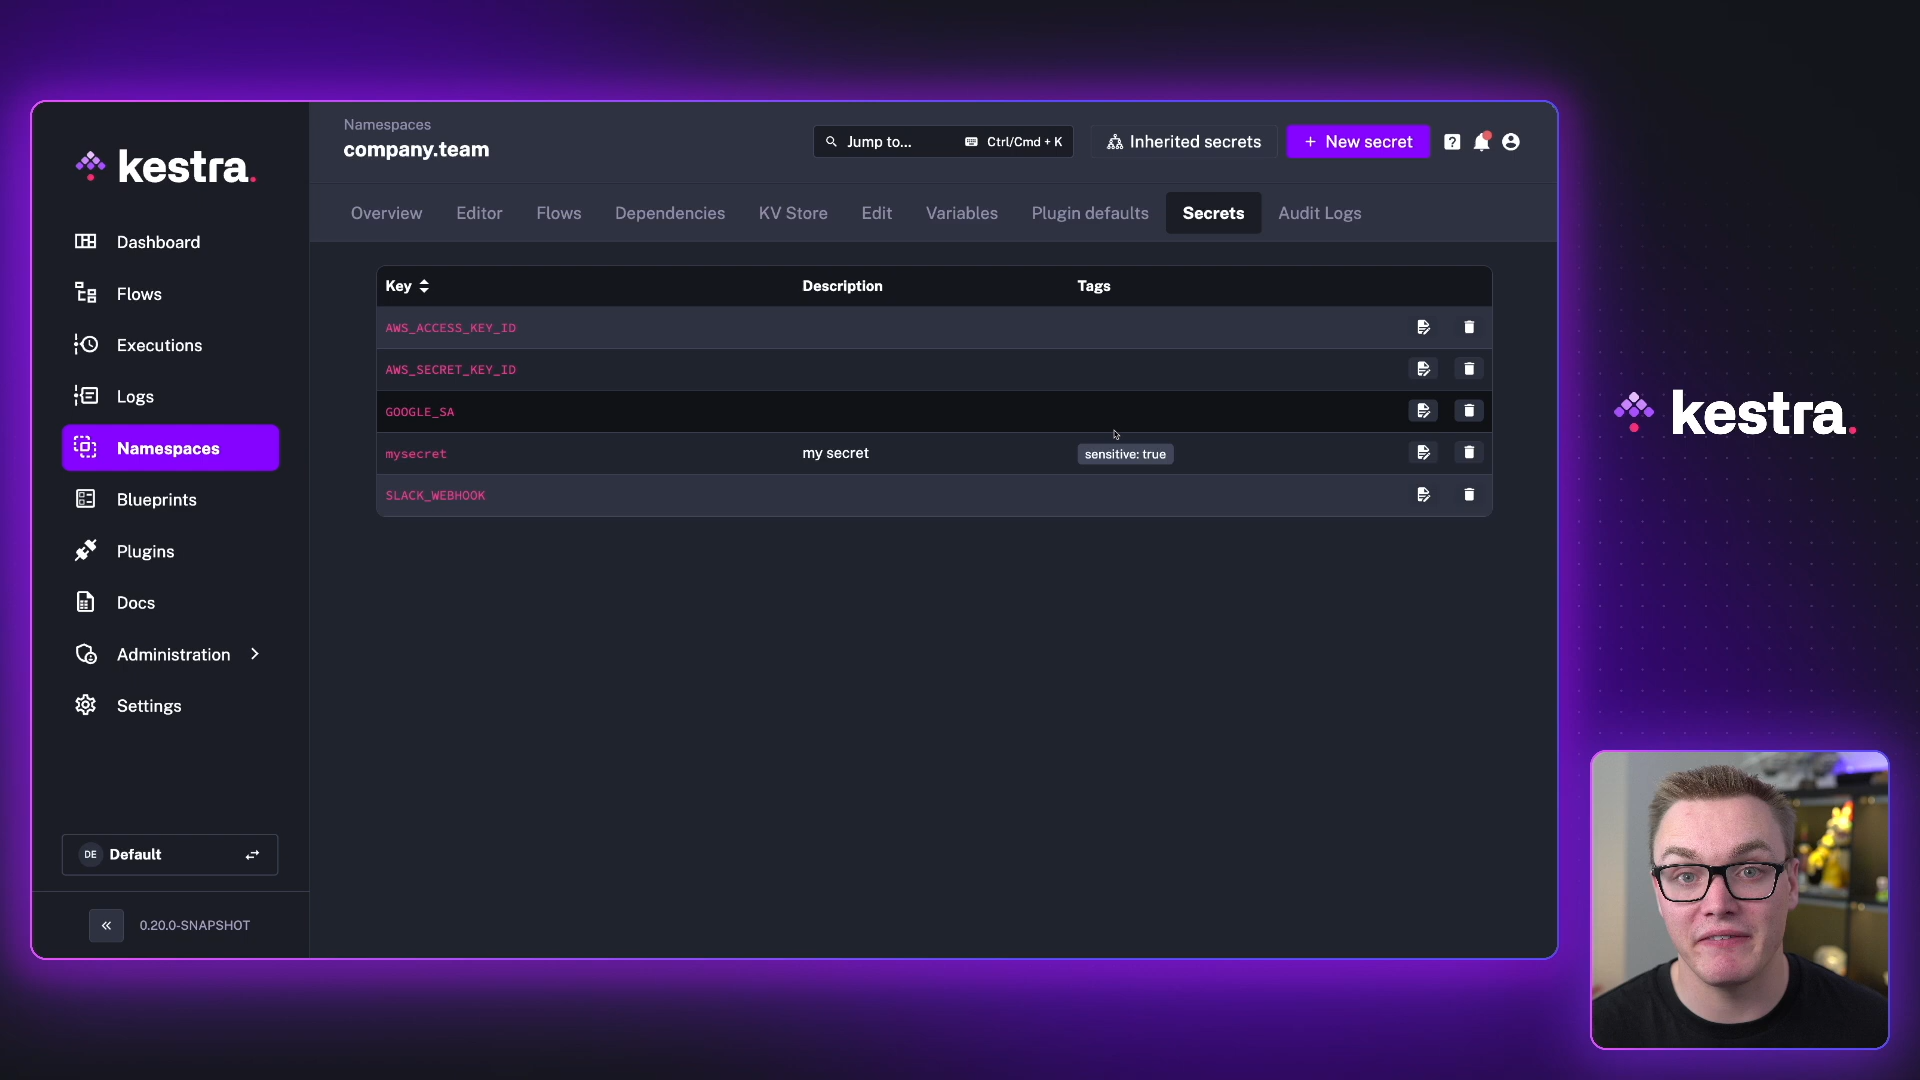 kestra.
Namespaces
company.team
Jump to...
Ctrl/Cmd + K
Inherited secrets
+ New secret
Overview
Editor
Flows
Dependencies
KV Store
Edit
Variables
Plugin defaults
Secrets
Audit Logs
Dashboard
Flows
Executions
Logs
Namespaces
Blueprints
Plugins
Docs
Administration
Settings
DE Default
0.20.0-SNAPSHOT
Key Description Tags
AWS_ACCESS_KEY_ID
AWS_SECRET_KEY_ID
GOOGLE_SA
mysecret my secret sensitive: true
SLACK_WEBHOOK
kestra.